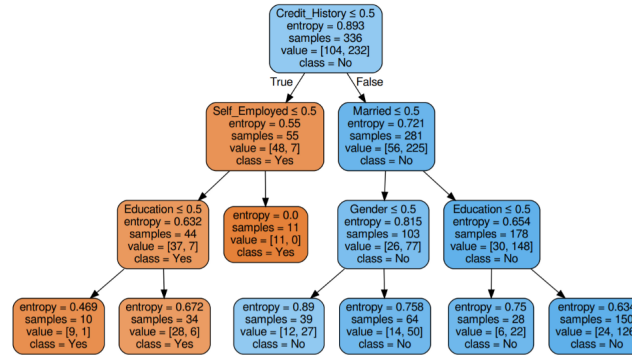 Credit_History ≤ 0.5
entropy = 0.893
samples = 336
value = [104, 232]
class = No
True
False
Self_Employed ≤ 0.5
entropy = 0.55
samples = 55
value = [48, 7]
class = Yes
Married ≤ 0.5
entropy = 0.721
samples = 281
value = [56, 225]
class = No
Education ≤ 0.5
entropy = 0.632
samples = 44
value = [37, 7]
class = Yes
entropy = 0.0
samples = 11
value = [11, 0]
class = Yes
Gender ≤ 0.5
entropy = 0.815
samples = 103
value = [26, 77]
class = No
Education ≤ 0.5
entropy = 0.654
samples = 178
value = [30, 148]
class = No
entropy = 0.469
samples = 10
value = [9, 1]
class = Yes
entropy = 0.672
samples = 34
value = [28, 6]
class = Yes
entropy = 0.89
samples = 39
value = [12, 27]
class = No
entropy = 0.758
samples = 64
value = [14, 50]
class = No
entropy = 0.75
samples = 28
value = [6, 22]
class = No
entropy = 0.634
samples = 150
value = [24, 126
class = No